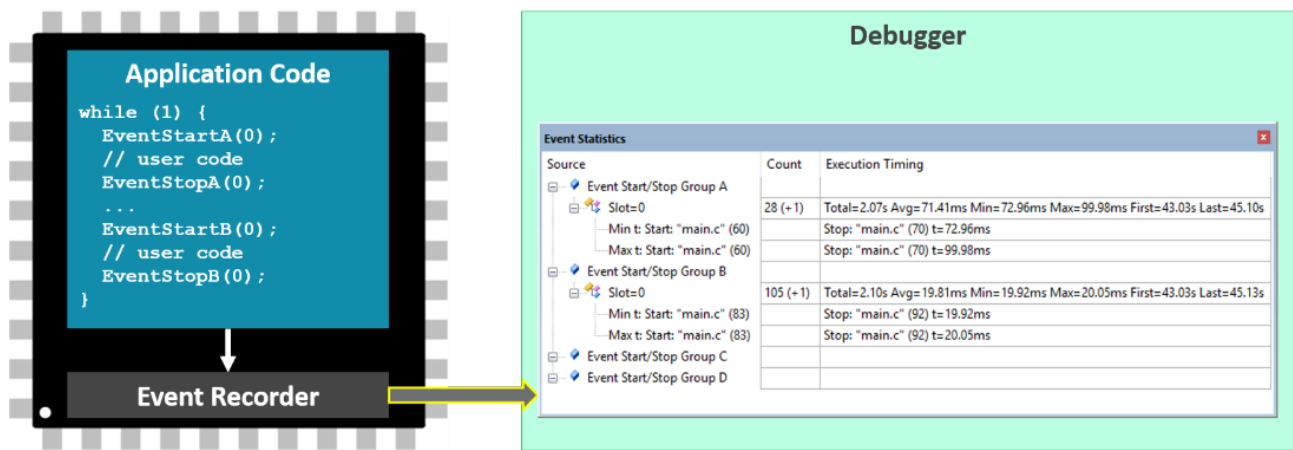 Application Code
while (1) {
EventStartA(0);
// user code
EventStopA(0);
...
EventStartB(0);
// user code
EventStopB(0);
}
Event Recorder
Debugger
Event Statistics
Source Count Execution Timing
Event Start/Stop Group A
Slot=0 28 (+1) Total=2.07s Avg=71.41ms Min=72.96ms Max=99.98ms First=43.03s Last=45.10s
Min t: Start: "main.c" (60) Stop: "main.c" (70) t=72.96ms
Max t: Start: "main.c" (60) Stop: "main.c" (70) t=99.98ms
Event Start/Stop Group B
Slot=0 105 (+1) Total=2.10s Avg=19.81ms Min=19.92ms Max=20.05ms First=43.03s Last=45.13s
Min t: Start: "main.c" (83) Stop: "main.c" (92) t=19.92ms
Max t: Start: "main.c" (83) Stop: "main.c" (92) t=20.05ms
Event Start/Stop Group C
Event Start/Stop Group D